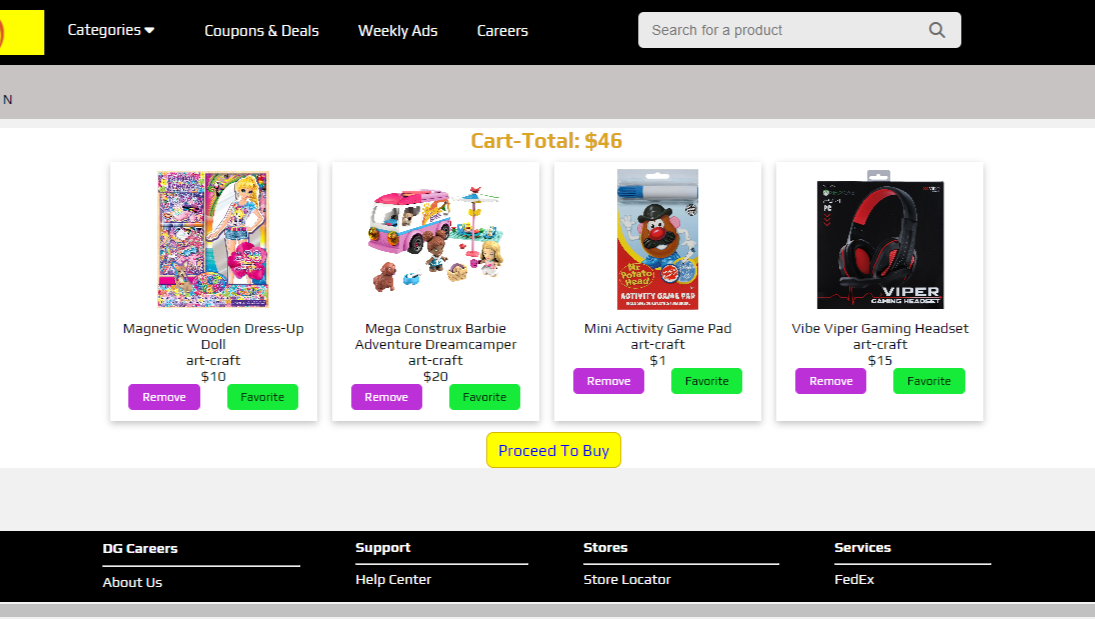 Categories
Coupons & Deals
Weekly Ads
Careers
Search for a product
N
Cart-Total: $46
Mr
Potato
Head
ACTIVITY GAME PAD
PC
VIPER
GAMING HEADSET
Magnetic Wooden Dress-Up
Doll
art-craft
$10
Remove
Favorite
Mega Construx Barbie
Adventure Dreamcamper
art-craft
$20
Remove
Favorite
Mini Activity Game Pad
art-craft
$1
Remove
Favorite
Vibe Viper Gaming Headset
art-craft
$15
Remove
Favorite
Proceed To Buy
DG Careers
About Us
Support
Help Center
Stores
Store Locator
Services
FedEx